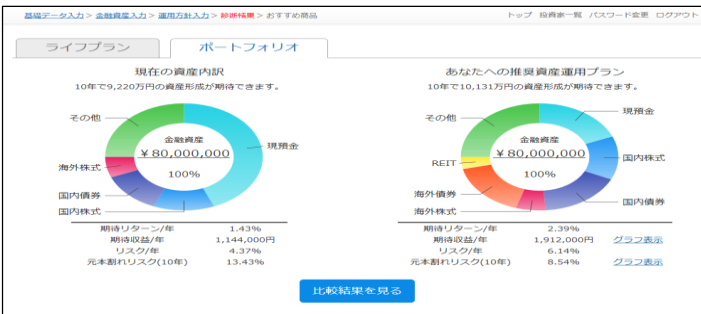 基礎データ入力 > 金融資産入力 > 運用方針入力 > 診断結果 > おすすめ商品
トップ 投資家一覧 パスワード変更 ログアウト
ライフプラン
ポートフォリオ
現在の資産内訳
10年で9,220万円の資産形成が期待できます。
その他
現預金
海外株式
国内債券
国内株式
金融資産
¥80,000,000
100%
期待リターン/年 1.43%
期待収益/年 1,144,000円
リスク/年 4.37%
元本割れリスク(10年) 13.43%
あなたへの推奨資産運用プラン
10年で10,131万円の資産形成が期待できます。
その他
現預金
REIT
国内株式
海外債券
国内債券
海外株式
金融資産
¥80,000,000
100%
期待リターン/年 2.39%
期待収益/年 1,912,000円 グラフ表示
リスク/年 6.14%
元本割れリスク(10年) 8.54% グラフ表示
比較結果を見る